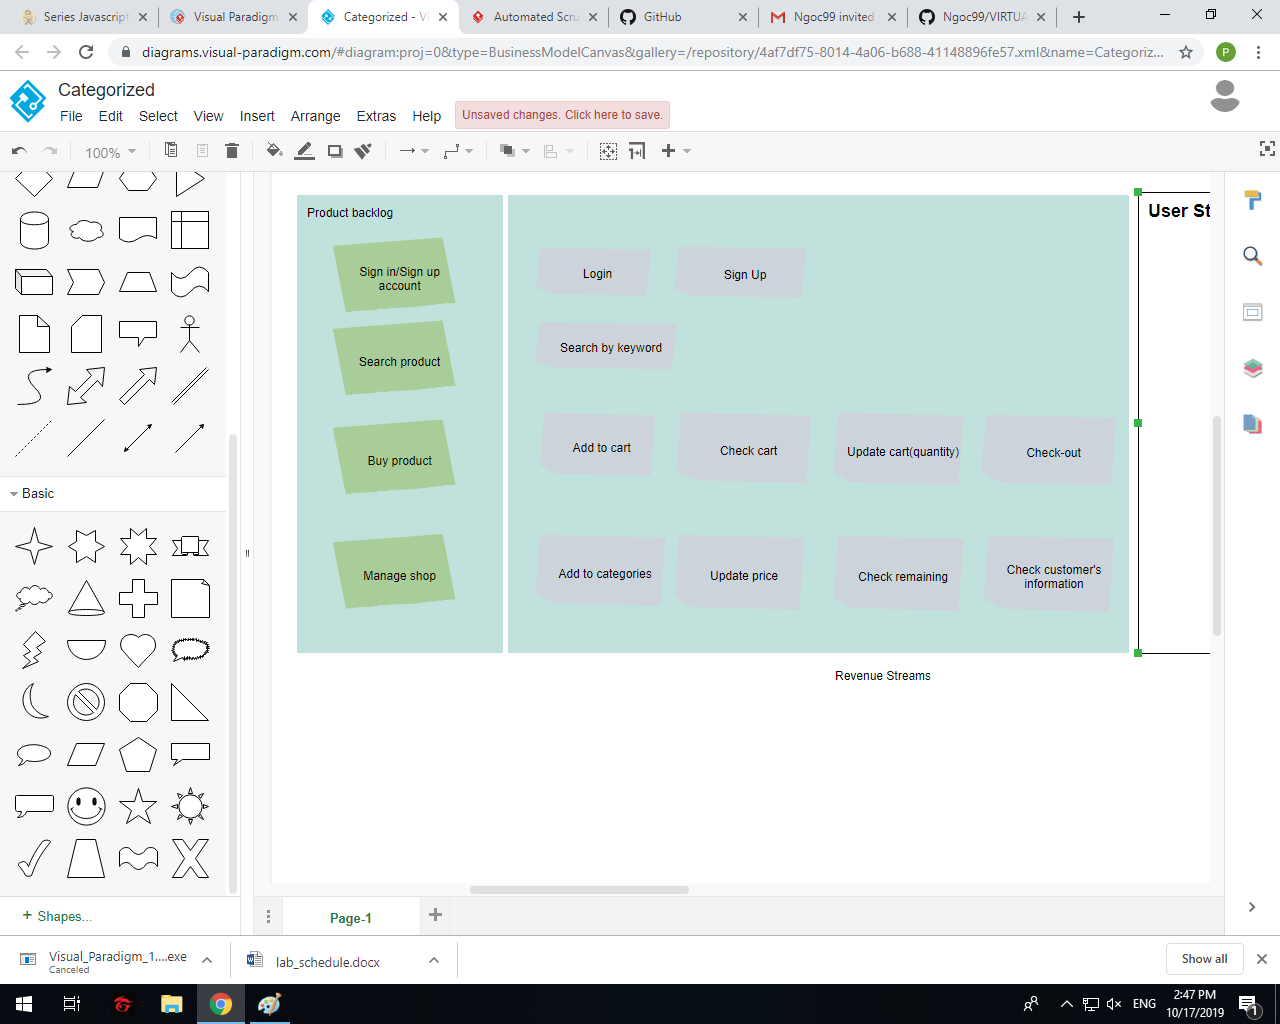 Series Javascript
Visual Paradigm
Categorized - V
Automated Scru
GitHub
Ngoc99 invited
Ngoc99/VIRTUA
diagrams.visual-paradigm.com/#diagram:proj=0&type=BusinessModelCanvas&gallery=/repository/4af7df75-8014-4a06-b688-41148896fe57.xml&name=Categoriz...
P
Categorized
File Edit Select View Insert Arrange Extras Help
Unsaved changes. Click here to save.
100%
Product backlog
User St
Sign in/Sign up
account
Login
Sign Up
Search product
Search by keyword
Buy product
Add to cart
Check cart
Update cart(quantity)
Check-out
Manage shop
Add to categories
Update price
Check remaining
Check customer's
information
Revenue Streams
Basic
+ Shapes...
Page-1
Visual_Paradigm_1....exe
Canceled
lab_schedule.docx
Show all
ENG
2:47 PM
10/17/2019
1